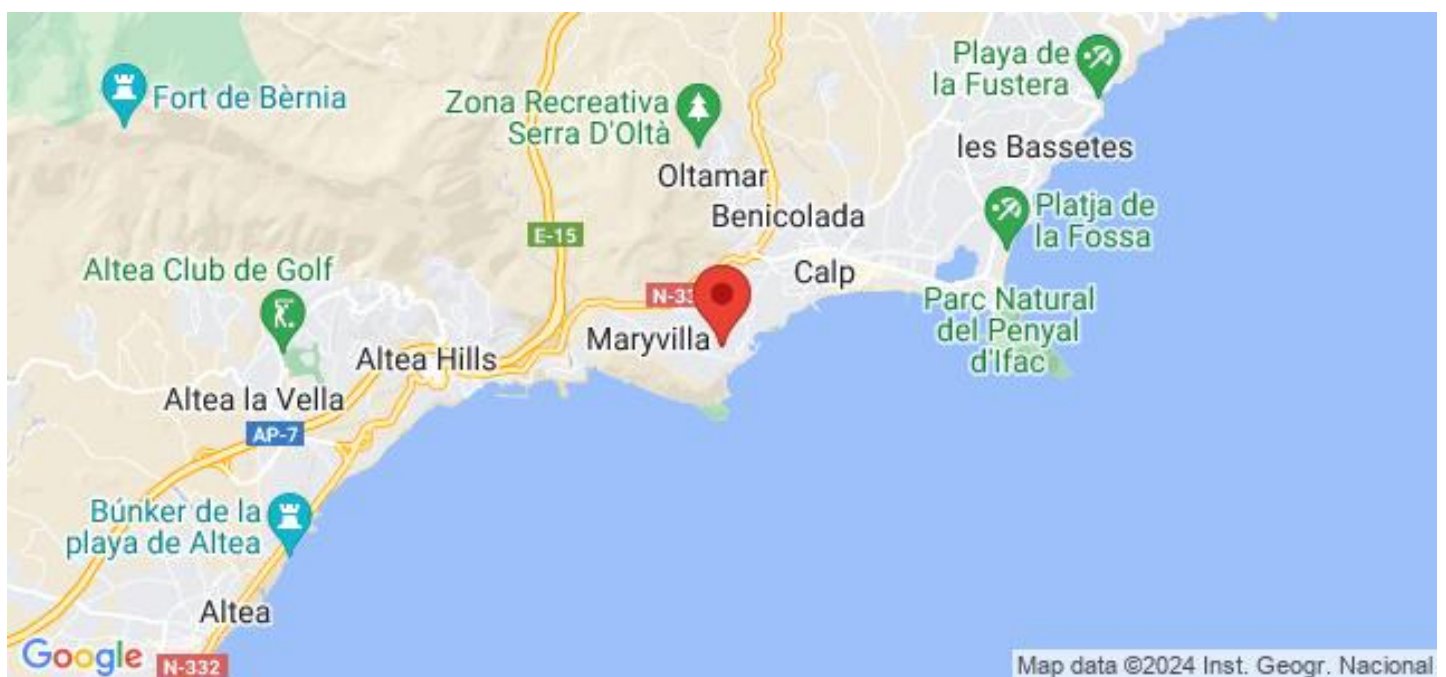 Playa de
la Fustera
Fort de Bèrnia
Zona Recreativa
Serra D'Oltà
les Bassetes
Oltamar
Benicolada
Platja de
la Fossa
E-15
Altea Club de Golf
Calp
N-33
Parc Natural
del Penyal
d'Ifac
Maryvilla
Altea Hills
Altea la Vella
AP-7
Búnker de la
playa de Altea
Altea
Google
N-332
Map data ©2024 Inst. Geogr. Nacional